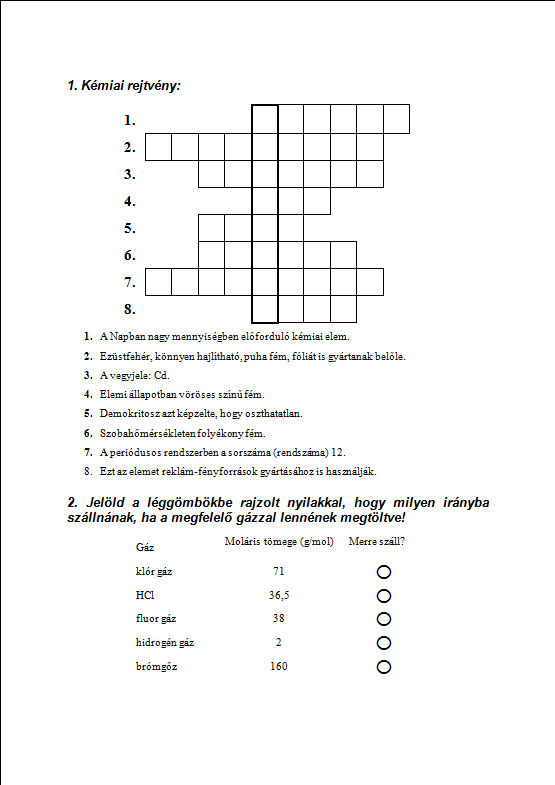 1. Kémiai rejtvény:
1.
2.
3.
4.
5.
6.
7.
8.
1. A Napban nagy mennyiségben előforduló kémiai elem.
2. Ezüstfehér, könnyen hajlítható, puha fém, fóliát is gyártanak belőle.
3. A vegyjele: Cd.
4. Elemi állapotban vöröses színű fém.
5. Demokritosz azt képzelte, hogy oszthatatlan.
6. Szobahőmérsékleten folyékony fém.
7. A periódusos rendszerben a sorszáma (rendszáma) 12.
8. Ezt az elemet reklám-fényforrások gyártásához is használják.
2. Jelöld a léggömbökbe rajzolt nyilakkal, hogy milyen irányba
szállnának, ha a megfelelő gázzal lennének megtöltve!
Gáz Moláris tömege (g/mol) Merre száll?
klór gáz 71
HCl 36,5
fluor gáz 38
hidrogén gáz 2
brómgőz 160